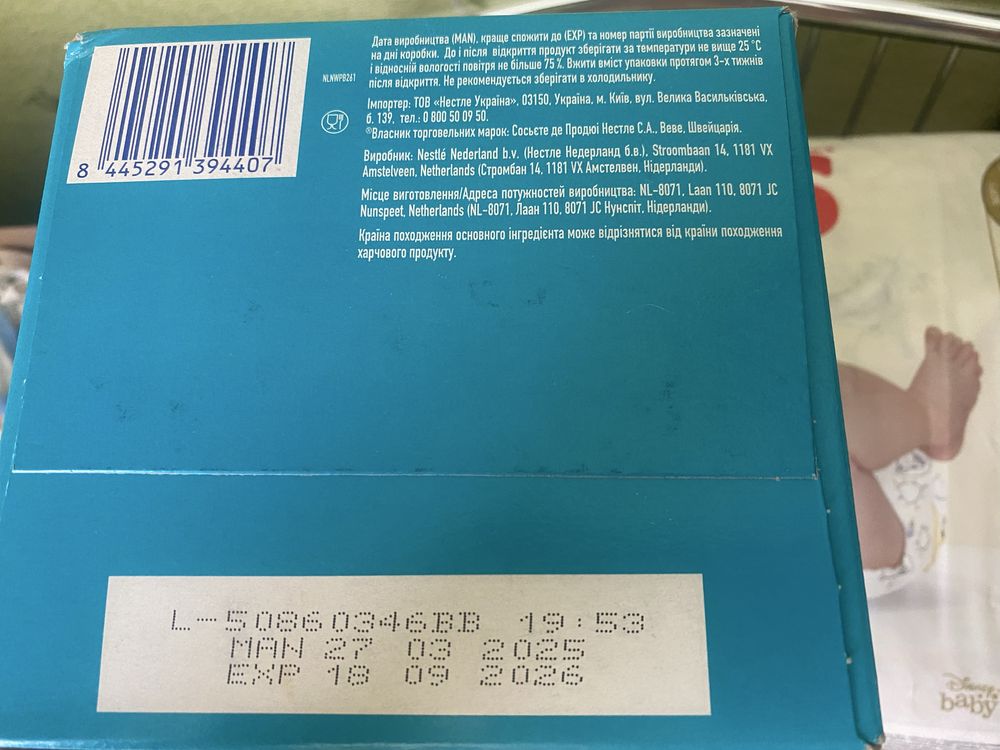 8 445291 394407
NLNWPB261
Дата виробництва (MAN), краще спожити до (EXP) та номер партії виробництва зазначені
на дні коробки. До і після відкриття продукт зберігати за температури не вище 25 °C
і відносній вологості повітря не більше 75 %. Вжити вміст упаковки протягом 3-х тижнів
після відкриття. Не рекомендується зберігати в холодильнику.
Імпортер: ТОВ «Нестле Україна», 03150, Україна, м. Київ, вул. Велика Васильківська,
б. 139, тел.: 0 800 50 09 50.
®Власник торговельних марок: Сосьєте де Продюі Нестле С.А., Веве, Швейцарія.
Виробник: Nestlé Nederland b.v. (Нестле Недерланд б.в.), Stroombaan 14, 1181 VX
Amstelveen, Netherlands (Стромбан 14, 1181 VX Амстелвен, Нідерланди).
Місце виготовлення/Адреса потужностей виробництва: NL-8071, Laan 110, 8071 JC
Nunspeet, Netherlands (NL-8071, Лаан 110, 8071 JC Нунспіт, Нідерланди).
Країна походження основного інгредієнта може відрізнятися від країни походження
харчового продукту.
L-50860346BB 19:53
MAN 27 03 2025
EXP 18 09 2026
Disney
baby